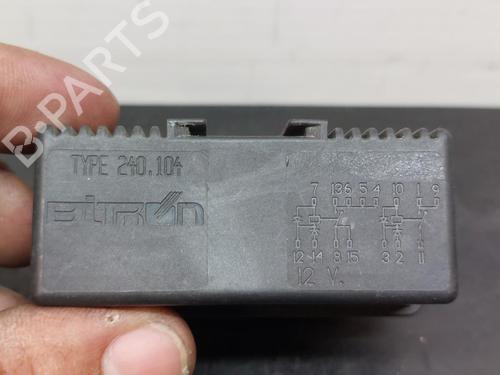 TYPE 240.104
BITRON
7 13 6 5 4 10 1 9
12 14 8 15 3 2 11
12 V.
B-PARTS